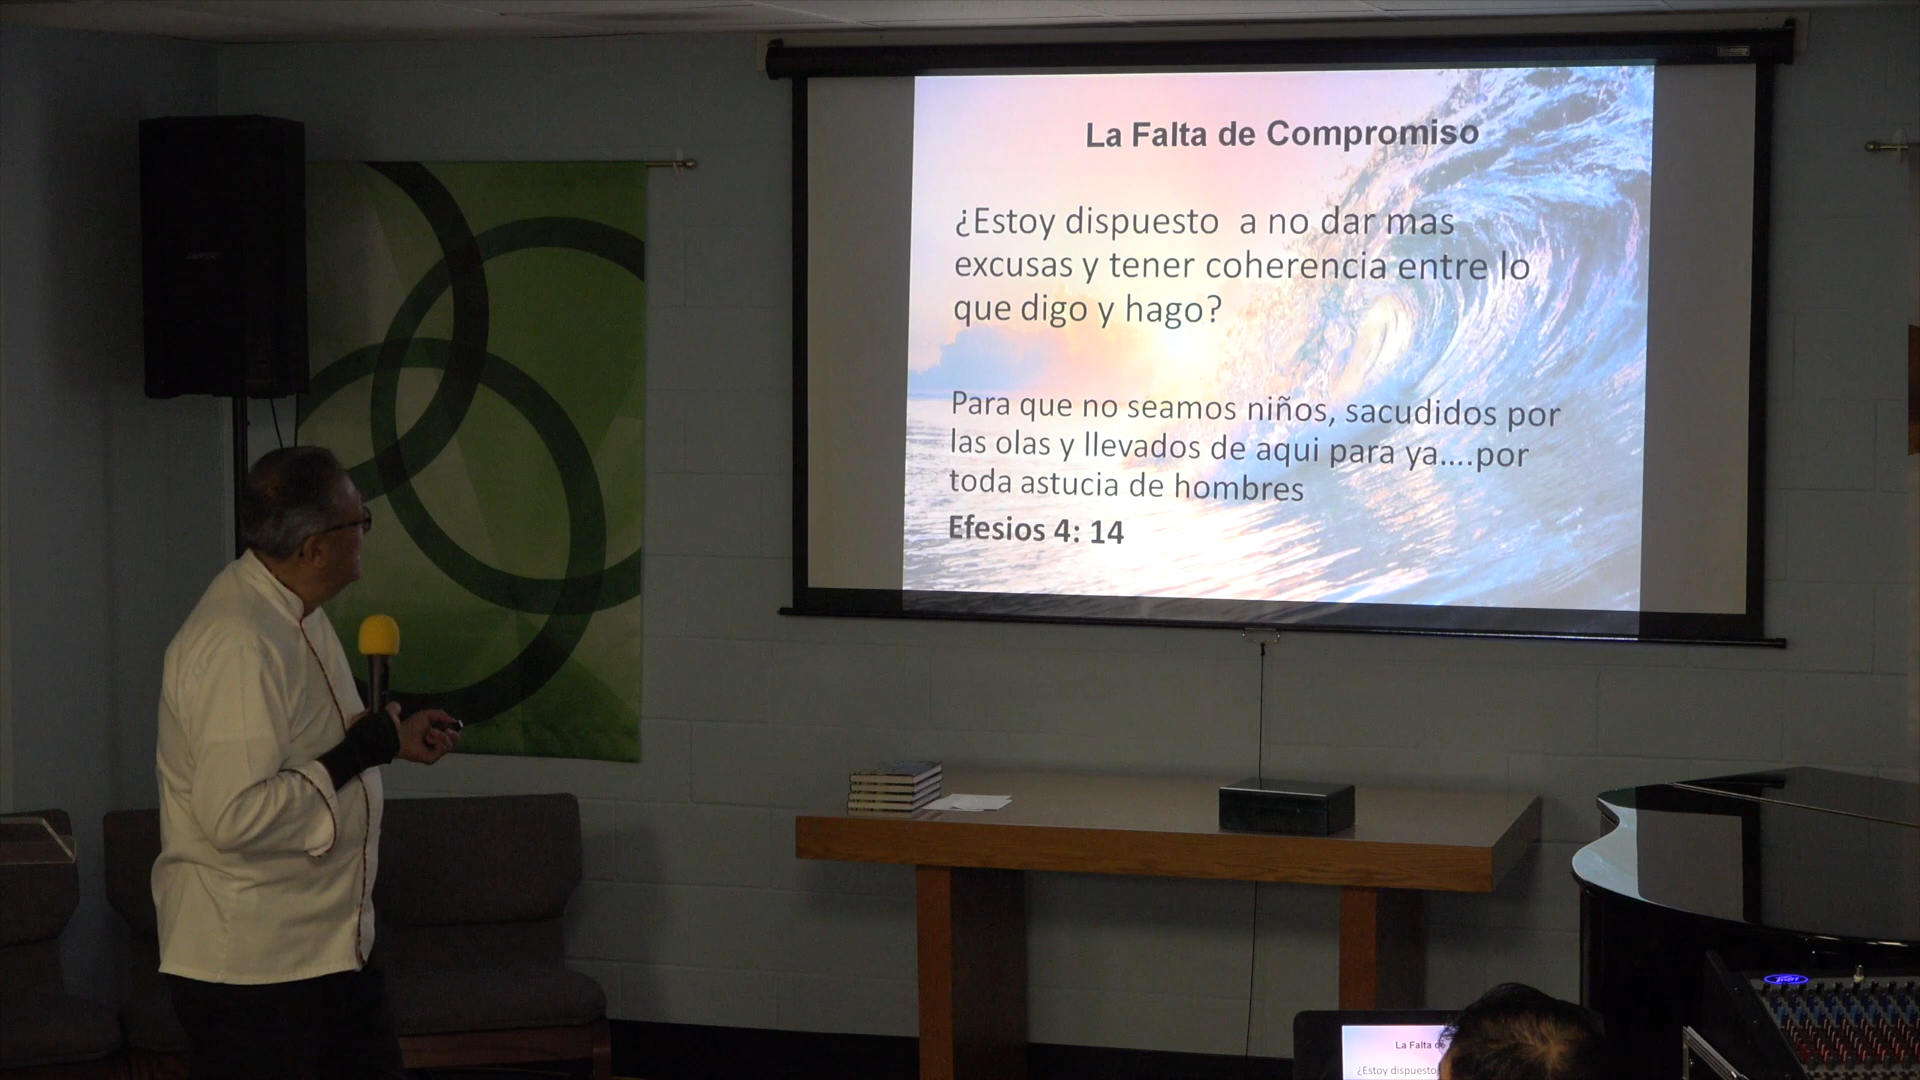 La Falta de Compromiso
¿Estoy dispuesto a no dar mas
excusas y tener coherencia entre lo
que digo y hago?
Para que no seamos niños, sacudidos por
las olas y llevados de aqui para ya....por
toda astucia de hombres
Efesios 4: 14
La Falta de
¿Estoy dispuesto